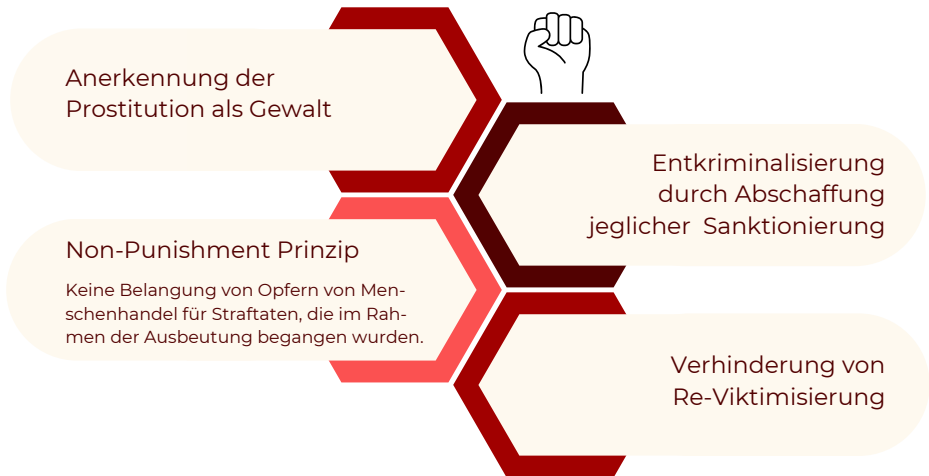 Anerkennung der
Prostitution als Gewalt
Entkriminalisierung
durch Abschaffung
jeglicher Sanktionierung
Non-Punishment Prinzip
Keine Belangung von Opfern von Men-
schenhandel für Straftaten, die im Rah-
men der Ausbeutung begangen wurden.
Verhinderung von
Re-Viktimisierung